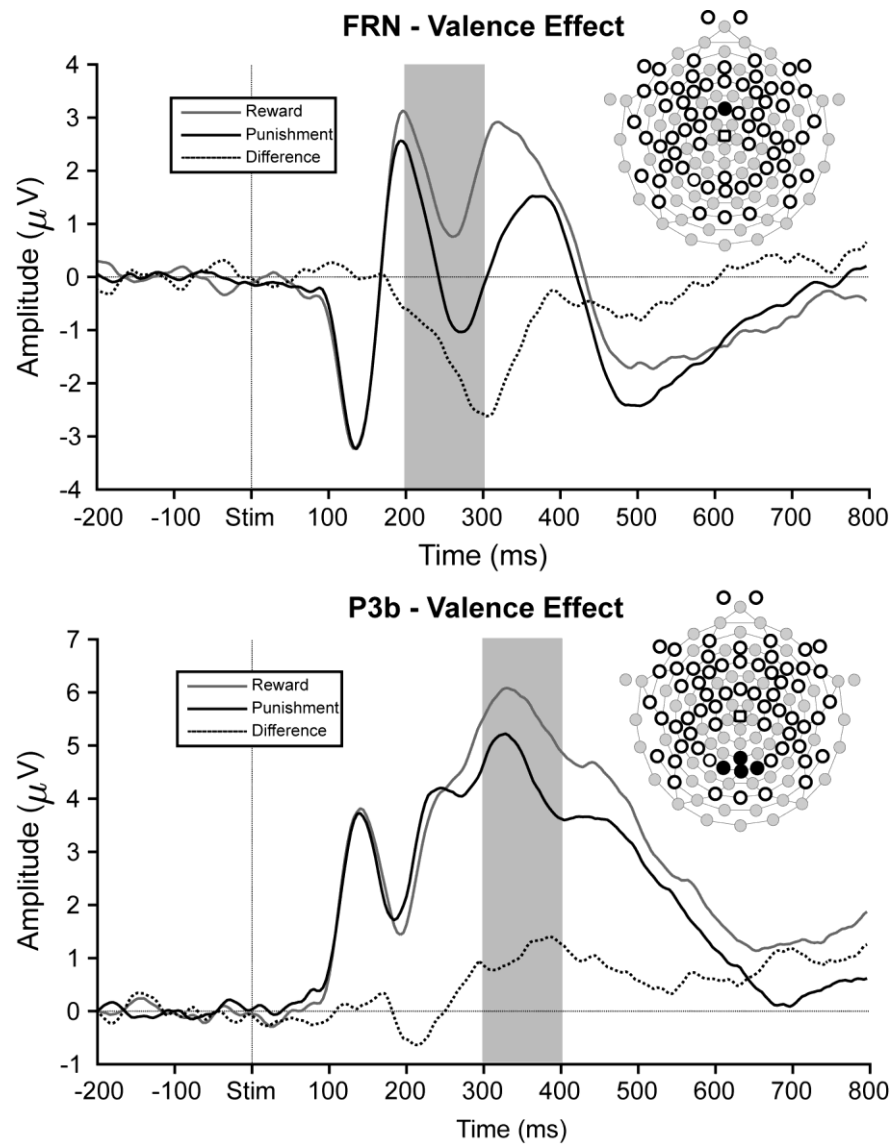 FRN - Valence Effect
4
3
2
1
0
-1
-2
-3
-4
Amplitude (μV)
Reward
Punishment
Difference
-200 -100 Stim 100 200 300 400 500 600 700 800
Time (ms)
P3b - Valence Effect
7
6
5
4
3
2
1
0
-1
Amplitude (μV)
Reward
Punishment
Difference
-200 -100 Stim 100 200 300 400 500 600 700 800
Time (ms)